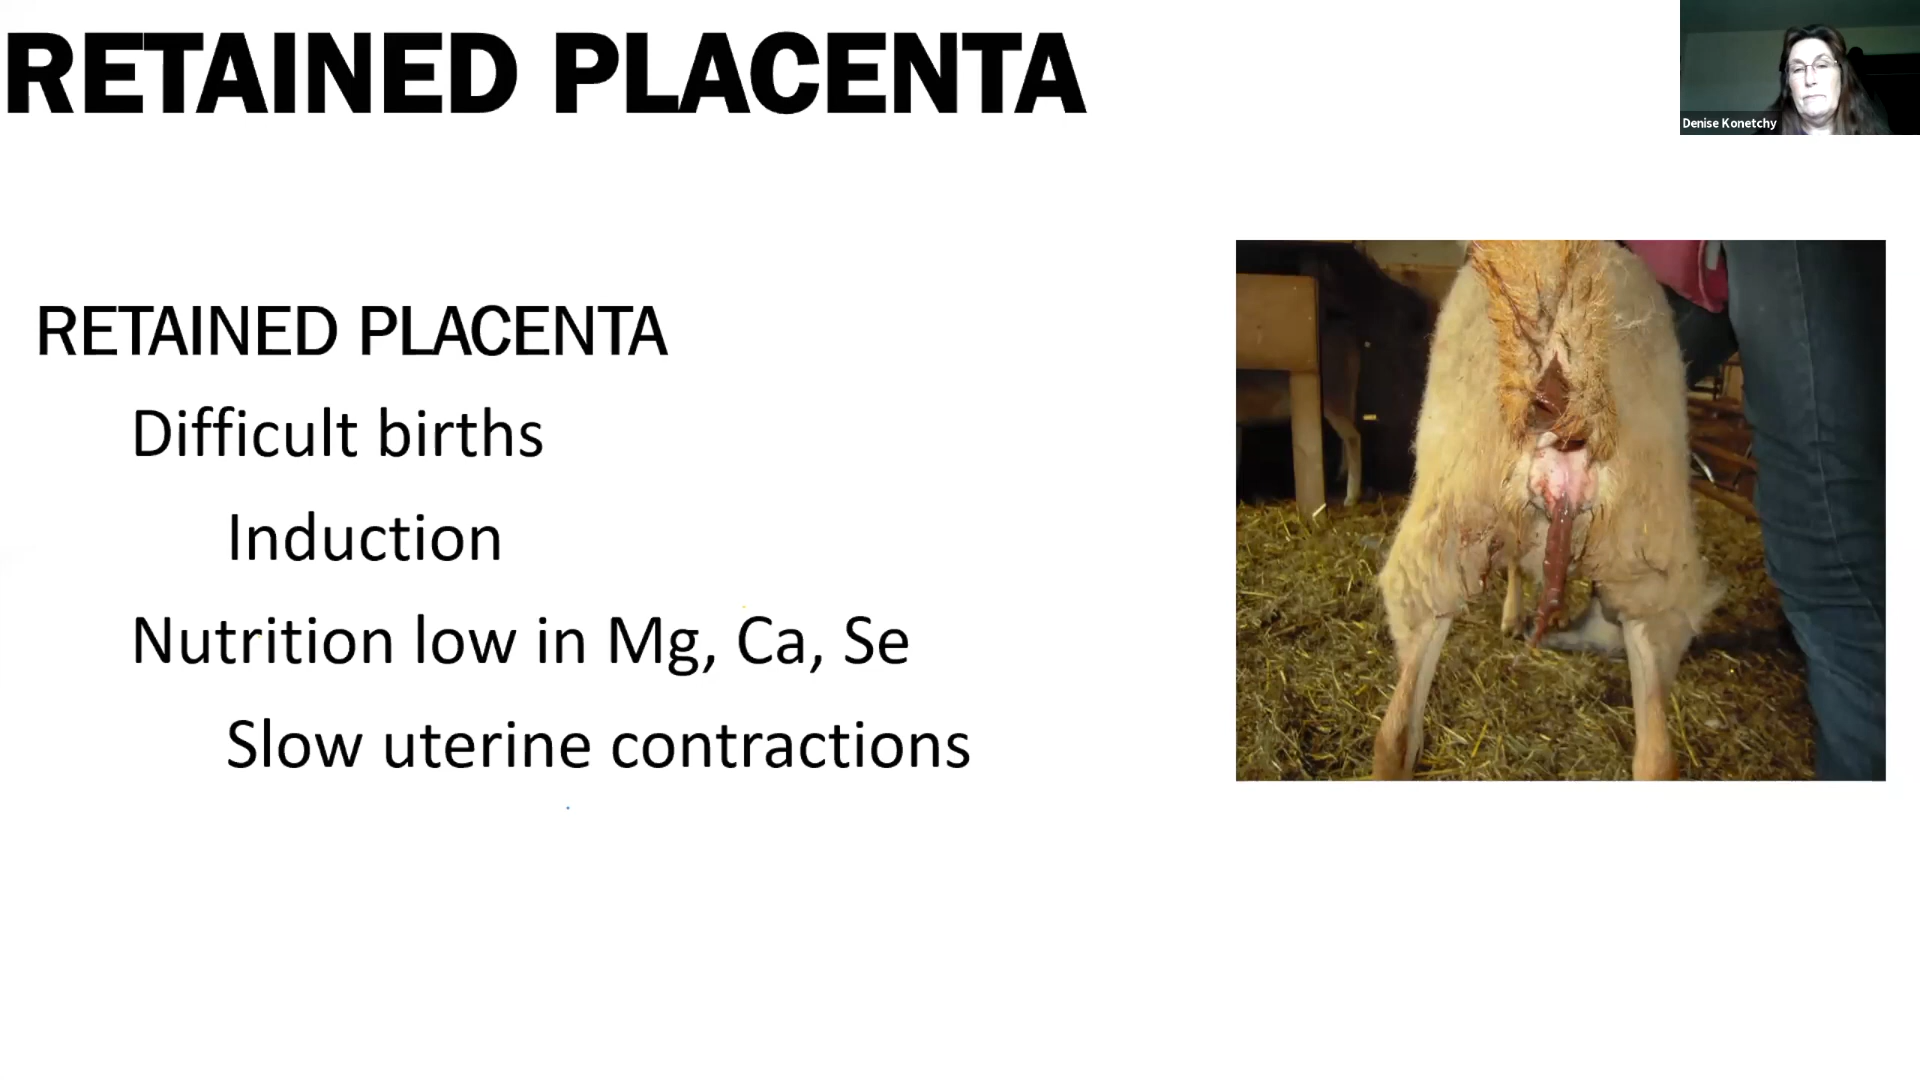 RETAINED PLACENTA
Denise Konetchy
RETAINED PLACENTA
Difficult births
Induction
Nutrition low in Mg, Ca, Se
Slow uterine contractions